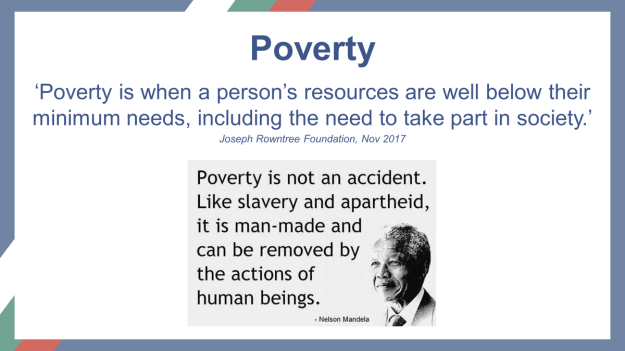 Poverty
‘Poverty is when a person’s resources are well below their
minimum needs, including the need to take part in society.’
Joseph Rowntree Foundation, Nov 2017
Poverty is not an accident.
Like slavery and apartheid,
it is man-made and
can be removed by
the actions of
human beings.
- Nelson Mandela